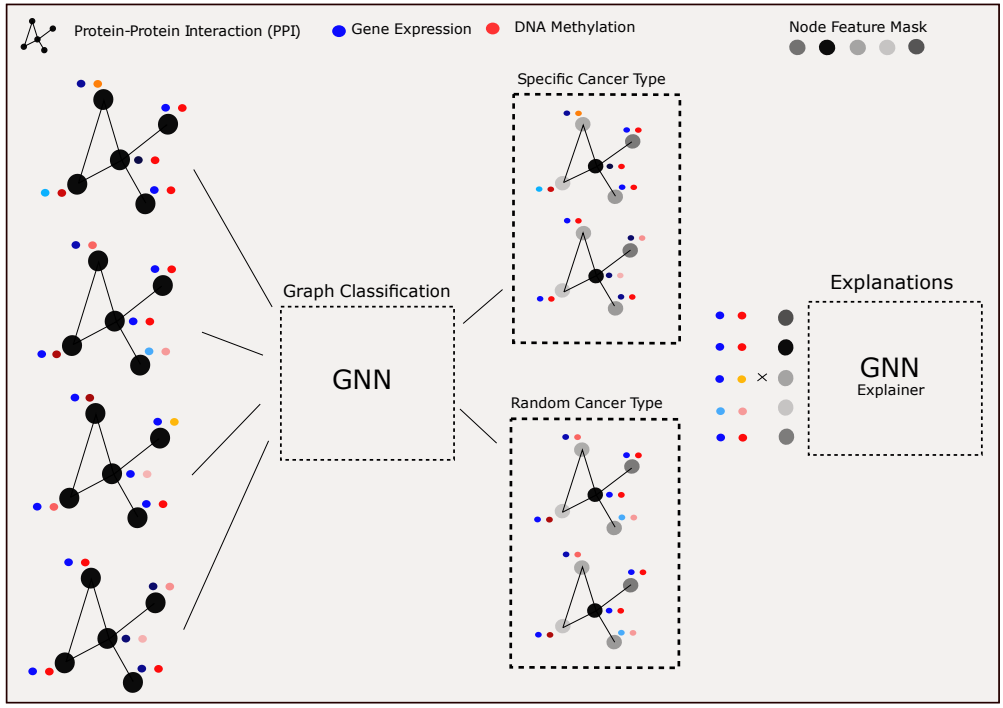 Protein-Protein Interaction (PPI)
Gene Expression
DNA Methylation
Node Feature Mask
Specific Cancer Type
Graph Classification
GNN
Random Cancer Type
Explanations
GNN
Explainer
×